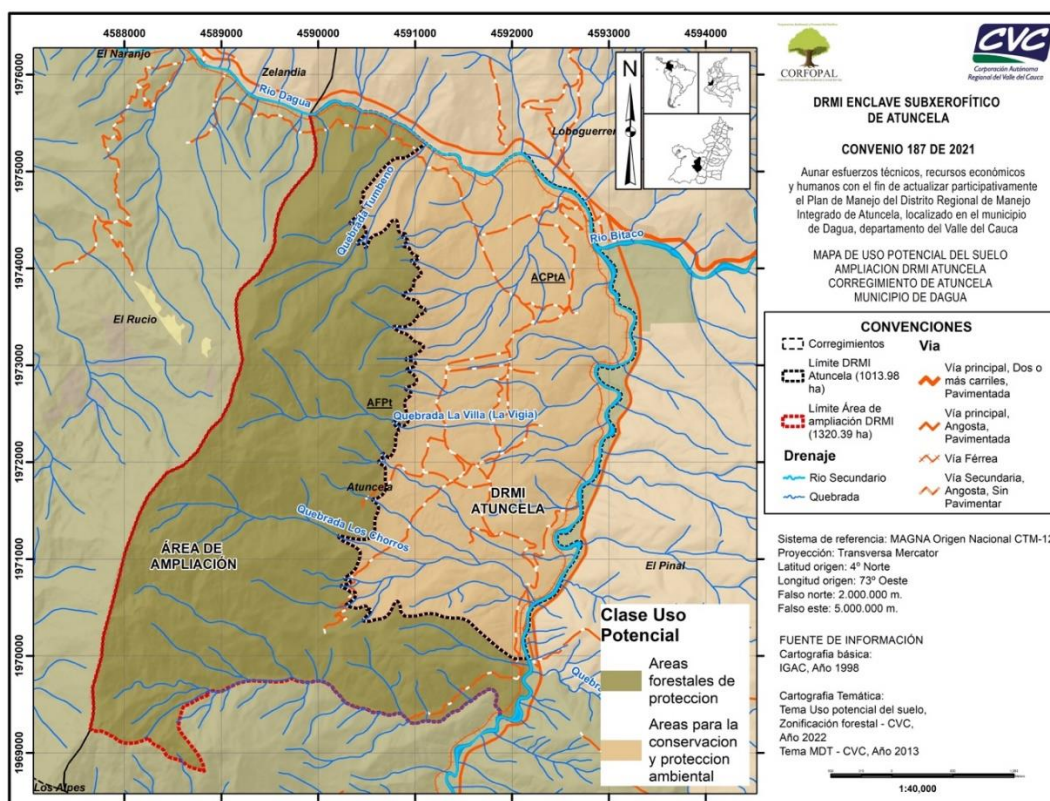 4588000 4589000 4590000 4591000 4592000 4593000 4594000
1976000
1975000
1974000
1973000
1972000
1971000
1970000
1969000
El Naranjo
Zelandia
Rio Dagua
Loboguerrer
N
Quebrada Tumbeño
Rio Bitaco
ACPtA
El Rucio
AFPt
Quebrada La Villa (La Vigia)
Atuncela
DRMI
ATUNCELA
Quebrada Los Chorros
ÁREA DE
AMPLIACIÓN
El Pinal
Los Alpes
Clase Uso
Potencial
Areas
forestales de
proteccion
Areas para la
conservacion
y proteccion
ambiental
CORFOPAL
CVC
Corporación Autónoma
Regional del Valle del Cauca
DRMI ENCLAVE SUBXEROFÍTICO
DE ATUNCELA
CONVENIO 187 DE 2021
Aunar esfuerzos técnicos, recursos económicos
y humanos con el fin de actualizar participativamente
el Plan de Manejo del Distrito Regional de Manejo
Integrado de Atuncela, localizado en el municipio
de Dagua, departamento del Valle del Cauca
MAPA DE USO POTENCIAL DEL SUELO
AMPLIACION DRMI ATUNCELA
CORREGIMIENTO DE ATUNCELA
MUNICIPIO DE DAGUA
CONVENCIONES
Corregimientos
Límite DRMI
Atuncela (1013.98
ha)
Límite Área de
ampliación DRMI
(1320.39 ha)
Drenaje
Rio Secundario
Quebrada
Via
Vía principal, Dos o
más carriles,
Pavimentada
Vía principal,
Angosta,
Pavimentada
Vía Férrea
Vía Secundaria,
Angosta, Sin
Pavimentar
Sistema de referencia: MAGNA Origen Nacional CTM-12
Proyección: Transversa Mercator
Latitud origen: 4º Norte
Longitud origen: 73º Oeste
Falso norte: 2.000.000 m.
Falso este: 5.000.000 m.
FUENTE DE INFORMACIÓN
Cartografía básica:
IGAC, Año 1998
Cartografía Temática:
Tema Uso potencial del suelo,
Zonificación forestal - CVC,
Año 2022
Tema MDT - CVC, Año 2013
1:40,000